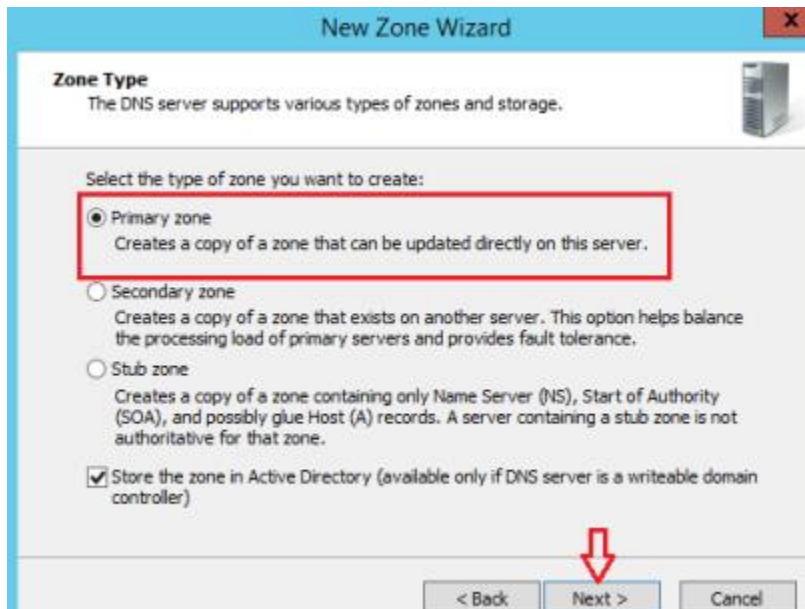 New Zone Wizard
x
Zone Type
The DNS server supports various types of zones and storage.
Select the type of zone you want to create:
Primary zone
Creates a copy of a zone that can be updated directly on this server.
Secondary zone
Creates a copy of a zone that exists on another server. This option helps balance
the processing load of primary servers and provides fault tolerance.
Stub zone
Creates a copy of a zone containing only Name Server (NS), Start of Authority
(SOA), and possibly glue Host (A) records. A server containing a stub zone is not
authoritative for that zone.
Store the zone in Active Directory (available only if DNS server is a writeable domain
controller)
< Back Next > Cancel